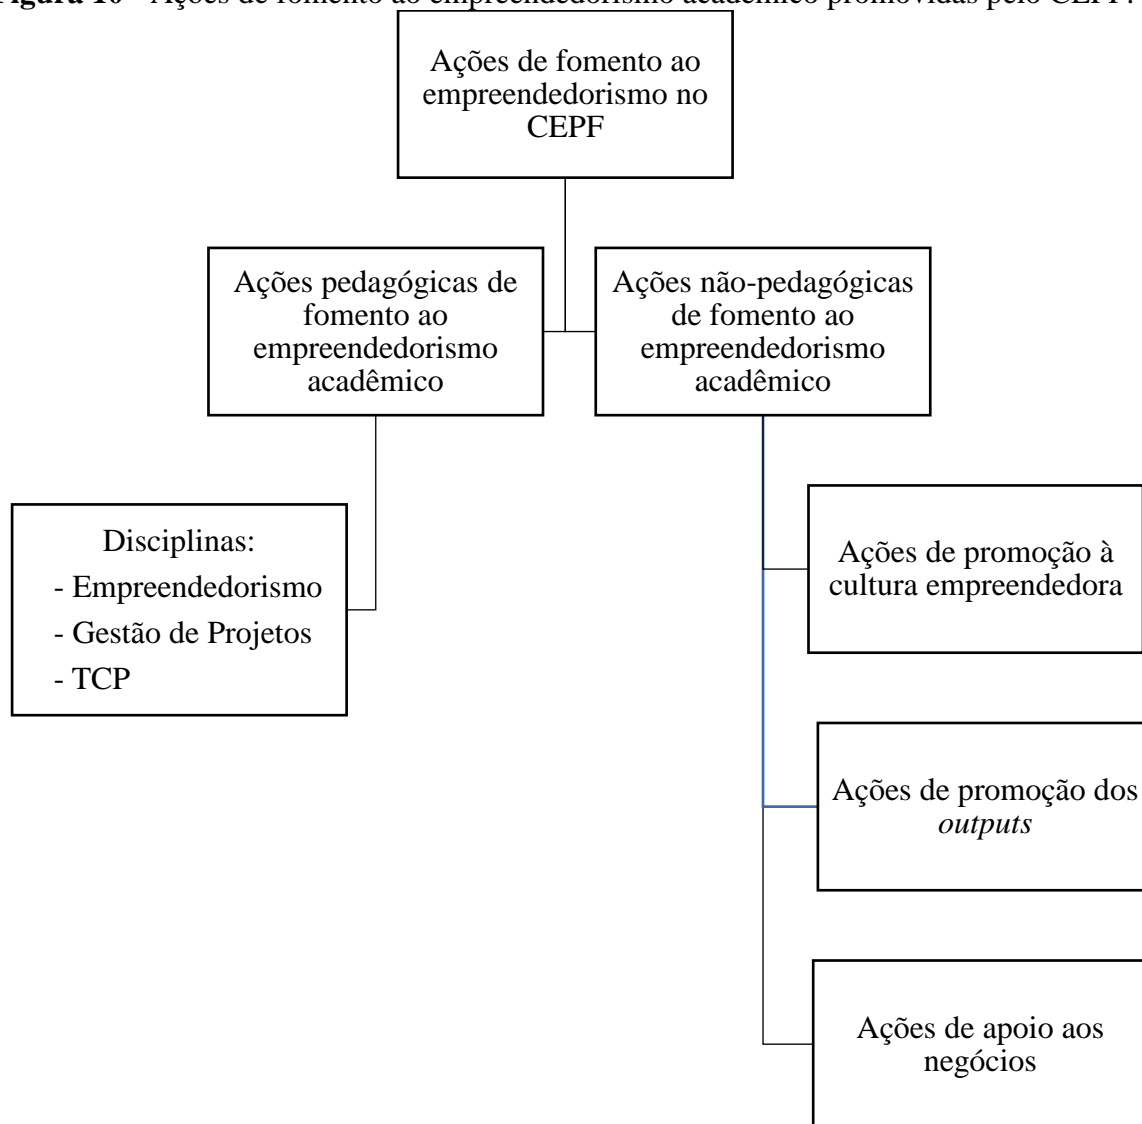 Figura 10 - Ações de fomento ao empreendedorismo acadêmico promovidas pelo CEPF.
Ações de fomento ao
empreendedorismo no
CEPF
Ações pedagógicas de
fomento ao
empreendedorismo
acadêmico
Ações não-pedagógicas
de fomento ao
empreendedorismo
acadêmico
Disciplinas:
- Empreendedorismo
- Gestão de Projetos
- TCP
Ações de promoção à
cultura empreendedora
Ações de promoção dos
outputs
Ações de apoio aos
negócios